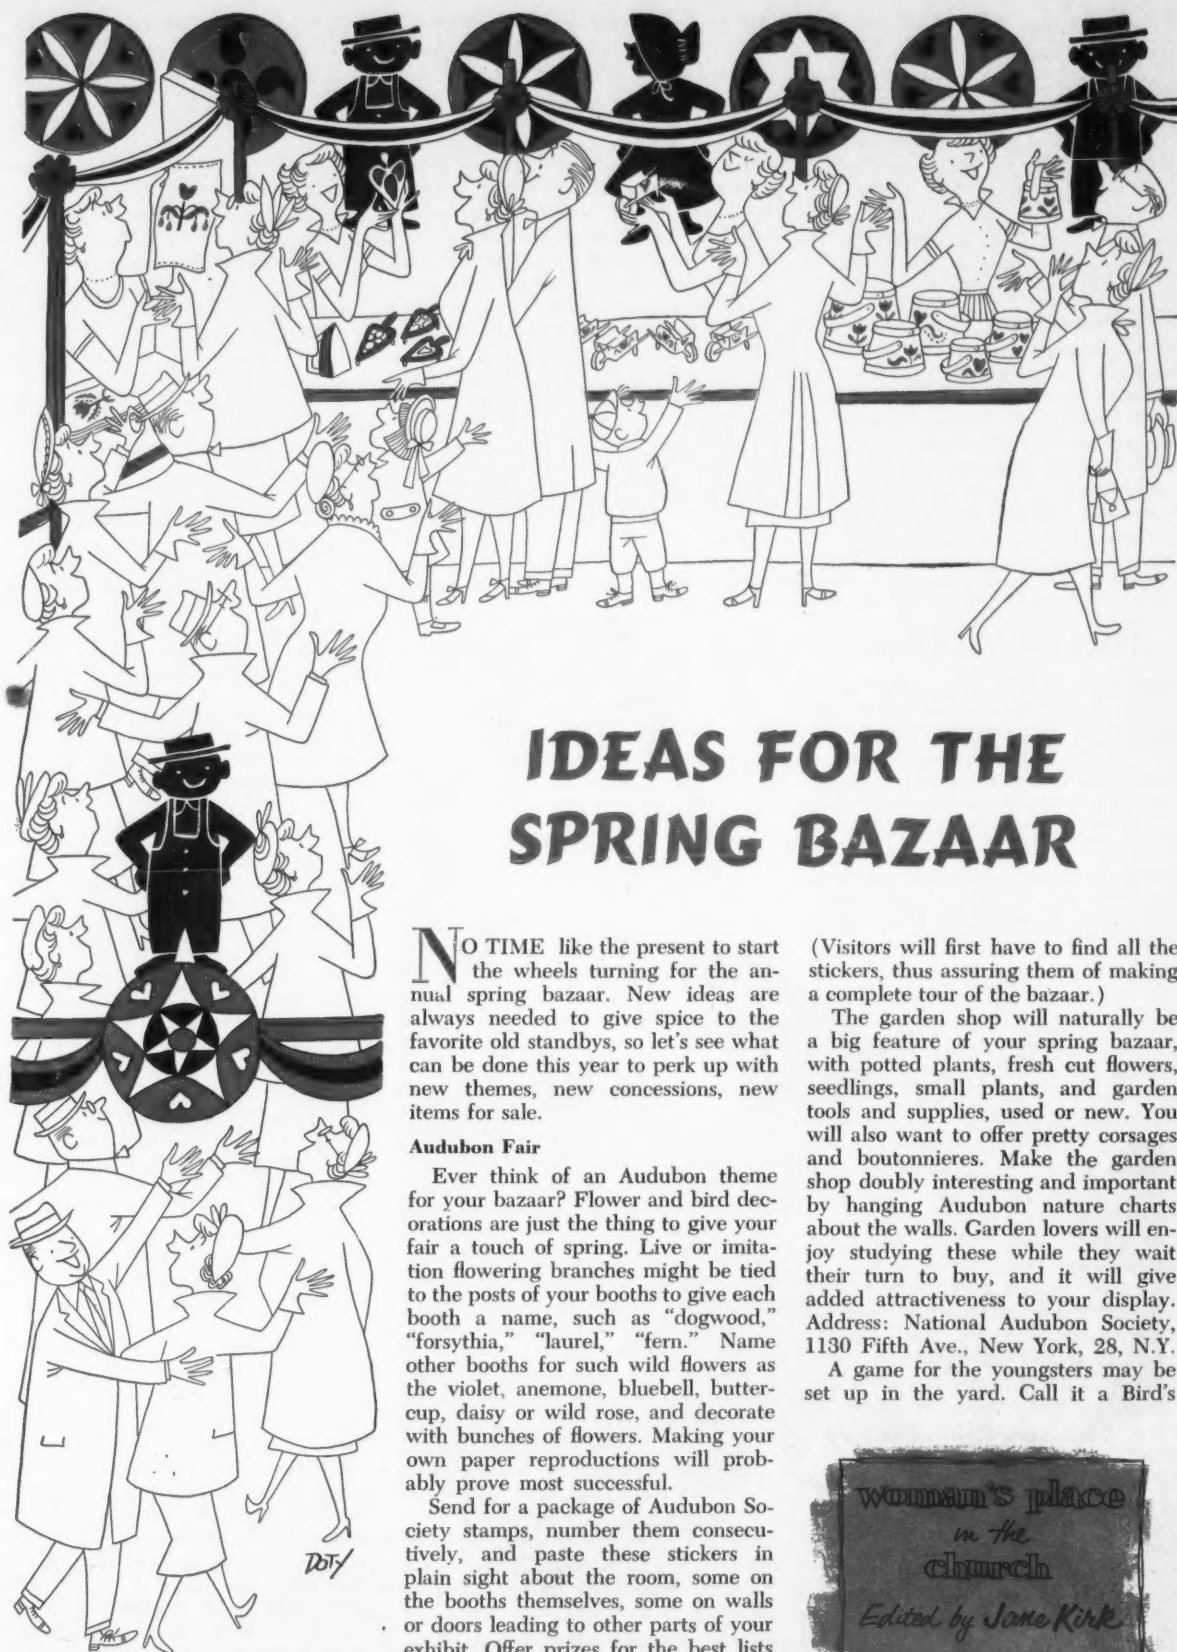 IDEAS FOR THE
SPRING BAZAAR
NO TIME like the present to start
the wheels turning for the an-
nual spring bazaar. New ideas are
always needed to give spice to the
favorite old standbys, so let's see what
can be done this year to perk up with
new themes, new concessions, new
items for sale.
Audubon Fair
Ever think of an Audubon theme
for your bazaar? Flower and bird dec-
orations are just the thing to give your
fair a touch of spring. Live or imita-
tion flowering branches might be tied
to the posts of your booths to give each
booth a name, such as "dogwood,"
"forsythia," "laurel," "fern." Name
other booths for such wild flowers as
the violet, anemone, bluebell, butter-
cup, daisy or wild rose, and decorate
with bunches of flowers. Making your
own paper reproductions will prob-
ably prove most successful.
Send for a package of Audubon So-
ciety stamps, number them consecu-
tively, and paste these stickers in
plain sight about the room, some on
the booths themselves, some on walls
or doors leading to other parts of your
exhibit. Offer prizes for the best lists
(Visitors will first have to find all the
stickers, thus assuring them of making
a complete tour of the bazaar.)
The garden shop will naturally be
a big feature of your spring bazaar,
with potted plants, fresh cut flowers,
seedlings, small plants, and garden
tools and supplies, used or new. You
will also want to offer pretty corsages
and boutonnieres. Make the garden
shop doubly interesting and important
by hanging Audubon nature charts
about the walls. Garden lovers will en-
joy studying these while they wait
their turn to buy, and it will give
added attractiveness to your display.
Address: National Audubon Society,
1130 Fifth Ave., New York, 28, N.Y.
A game for the youngsters may be
set up in the yard. Call it a Bird's
woman's place
in the
church
Edited by Jane Kirk
DOTY